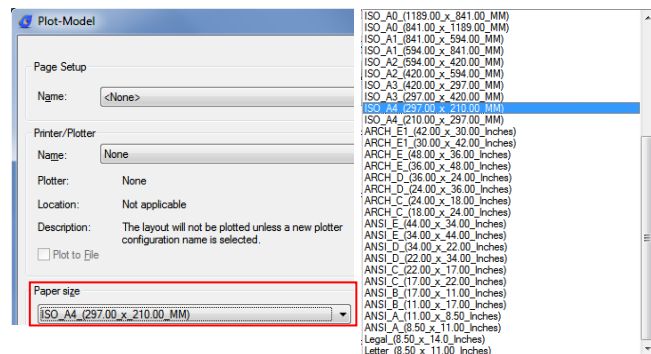 Plot-Model
Page Setup
Name:
<None>
Printer/Plotter
Name:
None
Plotter:
None
Location:
Not applicable
Description:
The layout will not be plotted unless a new plotter
configuration name is selected.
Plot to File
Paper size
ISO_A4_(297.00_x_210.00_MM)
ISO_A0_(1189.00_x_841.00_MM)
ISO_A0_(841.00_x_1189.00_MM)
ISO_A1_(841.00_x_594.00_MM)
ISO_A1_(594.00_x_841.00_MM)
ISO_A2_(594.00_x_420.00_MM)
ISO_A2_(420.00_x_594.00_MM)
ISO_A3_(420.00_x_297.00_MM)
ISO_A3_(297.00_x_420.00_MM)
ISO_A4_(297.00_x_210.00_MM)
ISO_A4_(210.00_x_297.00_MM)
ARCH_E1_(42.00_x_30.00_Inches)
ARCH_E1_(30.00_x_42.00_Inches)
ARCH_E_(48.00_x_36.00_Inches)
ARCH_E_(36.00_x_48.00_Inches)
ARCH_D_(36.00_x_24.00_Inches)
ARCH_D_(24.00_x_36.00_Inches)
ARCH_C_(24.00_x_18.00_Inches)
ARCH_C_(18.00_x_24.00_Inches)
ANSI_E_(44.00_x_34.00_Inches)
ANSI_E_(34.00_x_44.00_Inches)
ANSI_D_(34.00_x_22.00_Inches)
ANSI_D_(22.00_x_34.00_Inches)
ANSI_C_(22.00_x_17.00_Inches)
ANSI_C_(17.00_x_22.00_Inches)
ANSI_B_(17.00_x_11.00_Inches)
ANSI_B_(11.00_x_17.00_Inches)
ANSI_A_(11.00_x_8.50_Inches)
ANSI_A_(8.50_x_11.00_Inches)
Legal_(8.50_x_14.0_Inches)
Letter_(8.50_x_11.00_Inches)